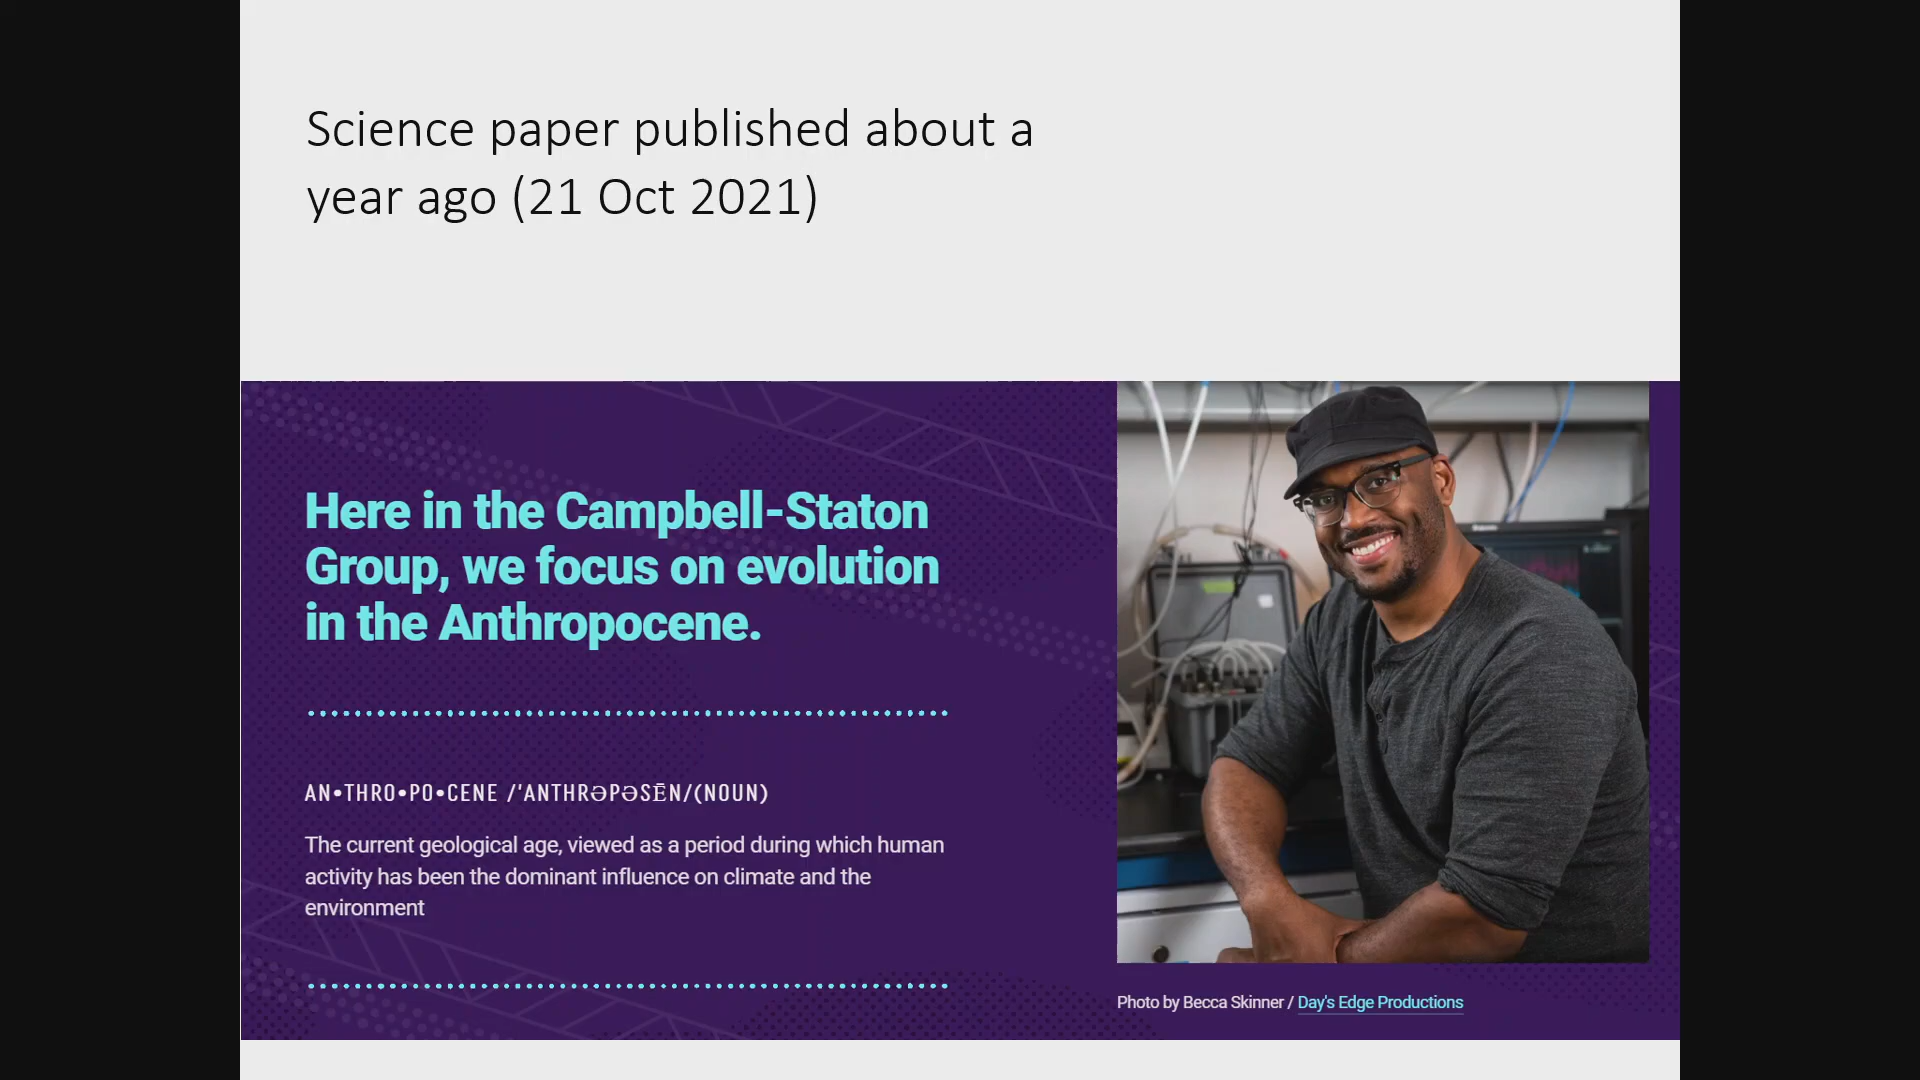 Science paper published about a
year ago (21 Oct 2021)
Here in the Campbell-Staton
Group, we focus on evolution
in the Anthropocene.
AN•THRO•PO•CENE /ˈANTHRƏPƏSĒN/(NOUN)
The current geological age, viewed as a period during which human
activity has been the dominant influence on climate and the
environment
Photo by Becca Skinner / Day's Edge Productions